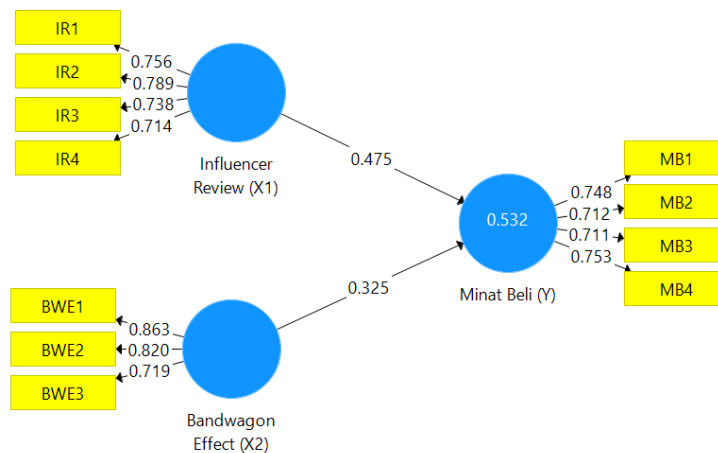 IR1
IR2
IR3
IR4
0.756
0.789
0.738
0.714
Influencer
Review (X1)
0.475
BWE1
BWE2
BWE3
0.863
0.820
0.719
Bandwagon
Effect (X2)
0.325
0.532
Minat Beli (Y)
0.748
0.712
0.711
0.753
MB1
MB2
MB3
MB4